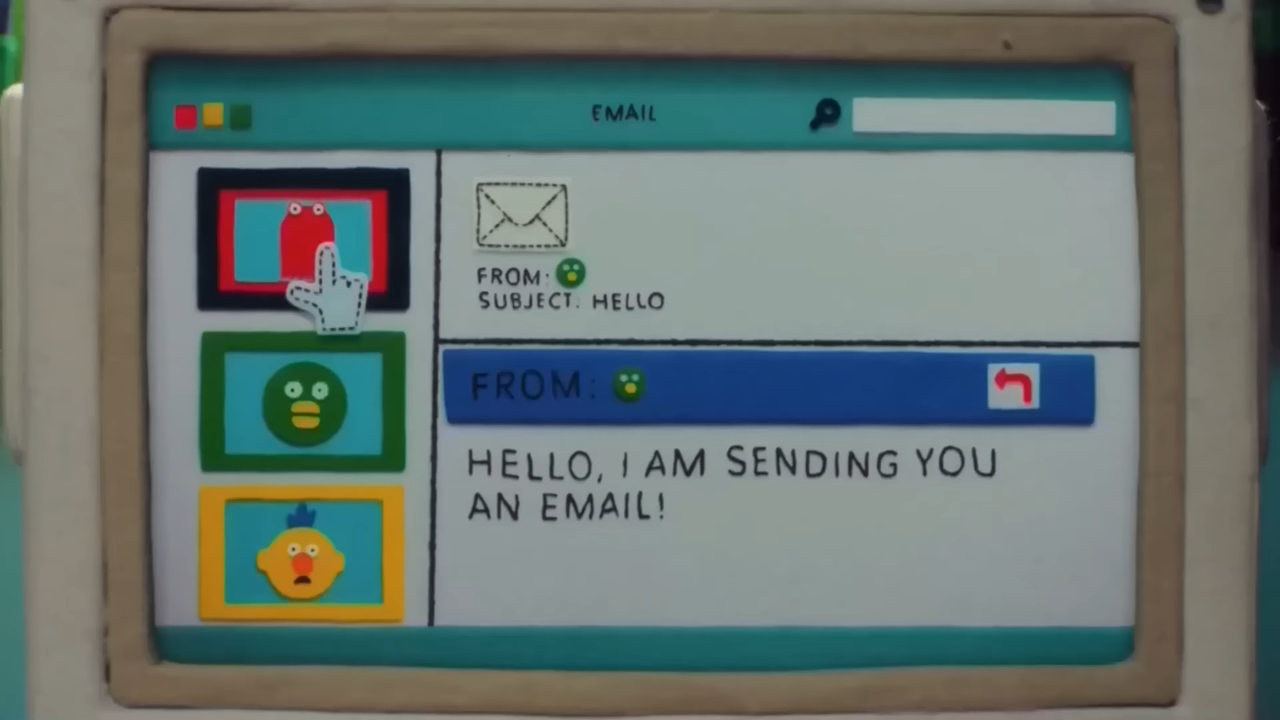 EMAIL
FROM:
SUBJECT: HELLO
FROM:
HELLO, I AM SENDING YOU
AN EMAIL!